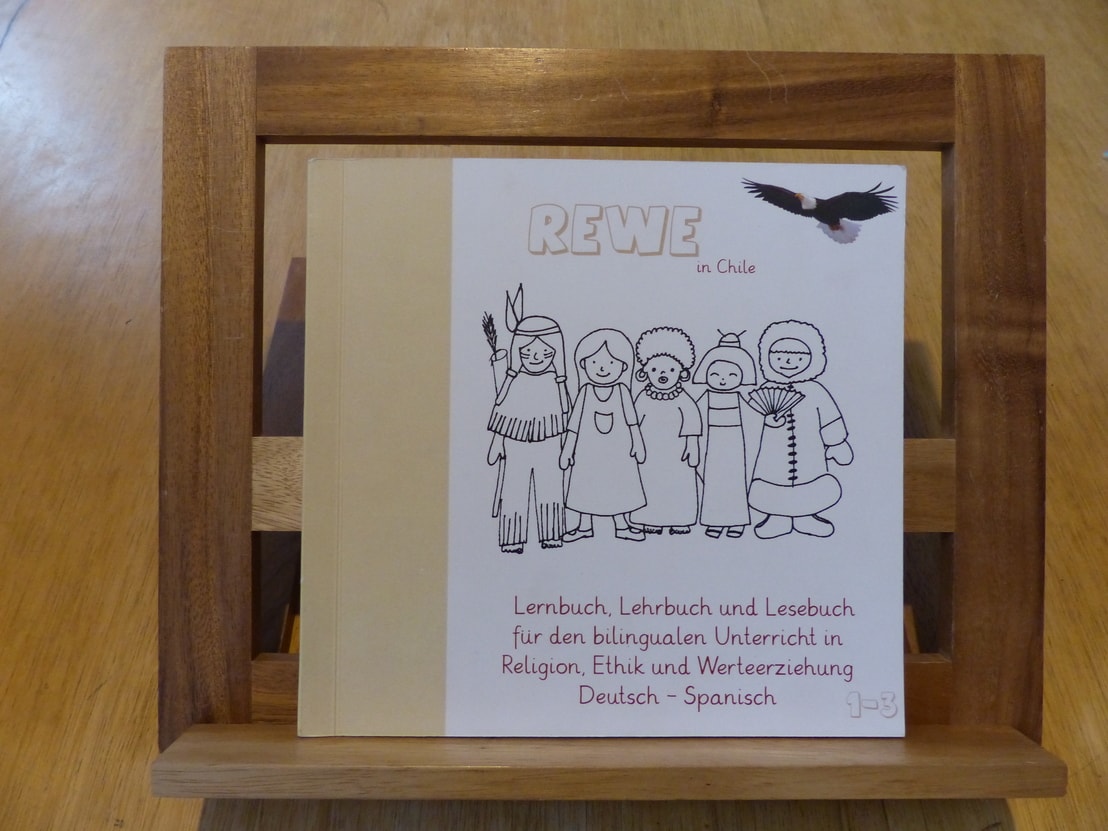 REWE
in Chile
Lernbuch, Lehrbuch und Lesebuch
für den bilingualen Unterricht in
Religion, Ethik und Werteerziehung
Deutsch - Spanisch
1-3